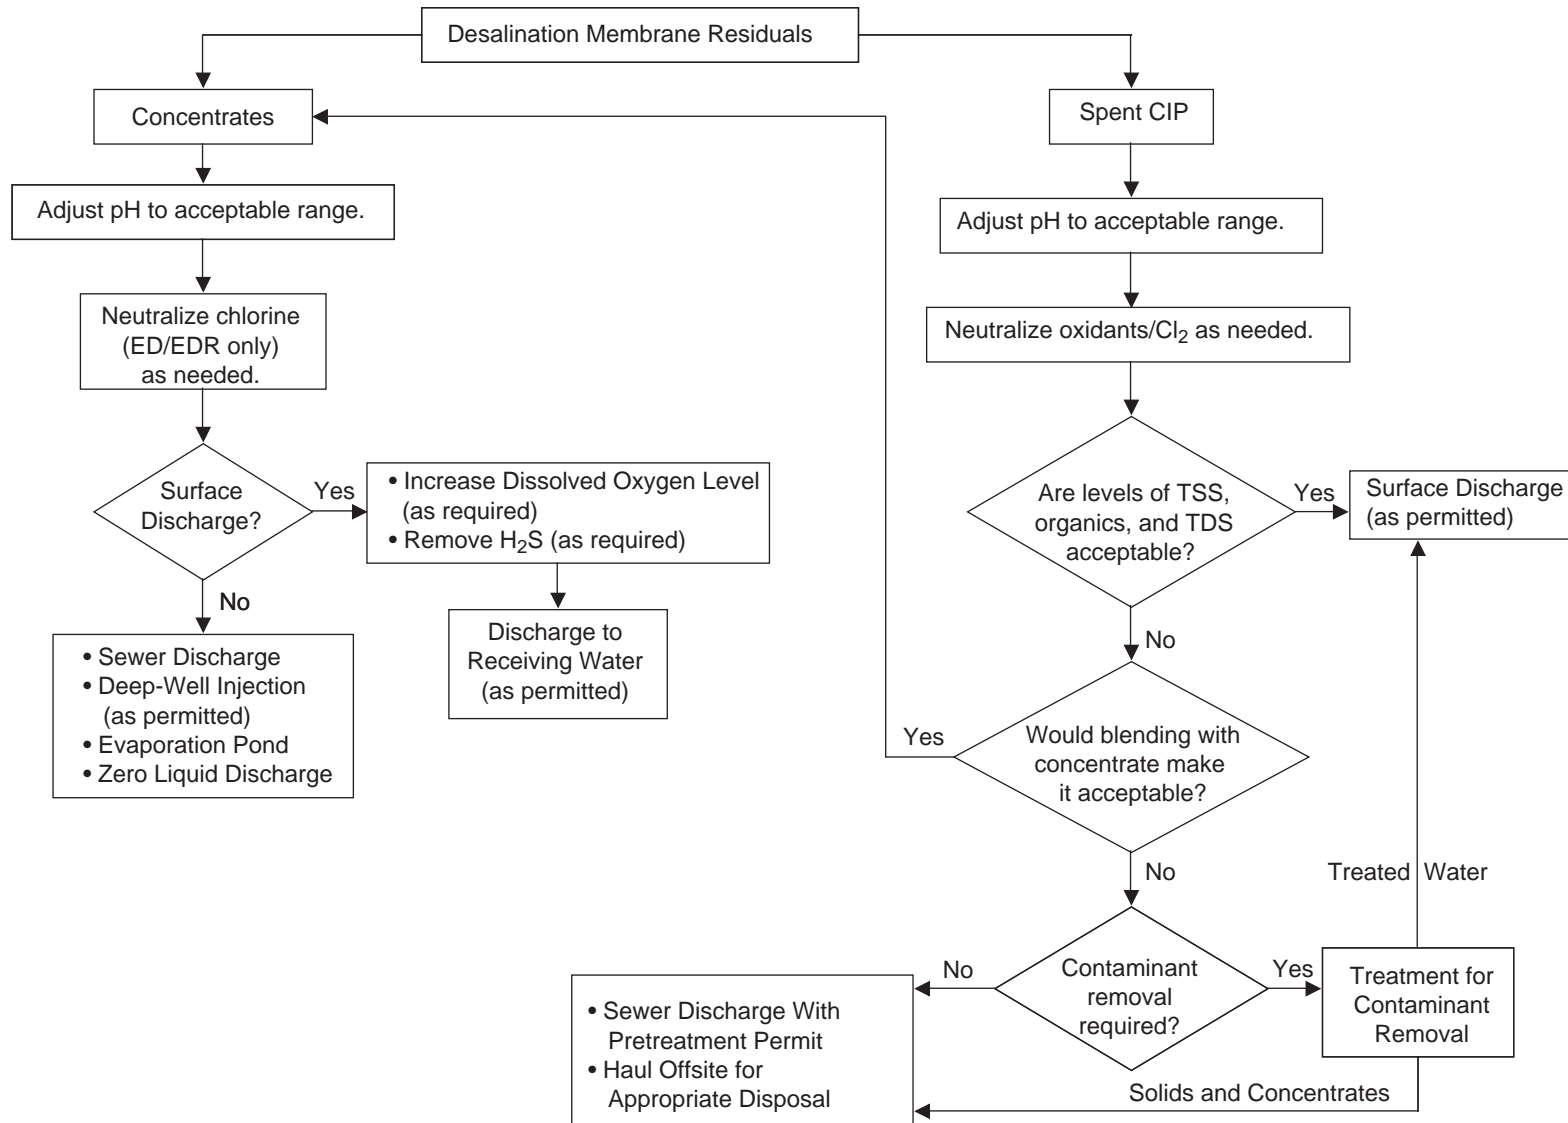 Desalination Membrane Residuals
Concentrates
Adjust pH to acceptable range.
Neutralize chlorine
(ED/EDR only)
as needed.
Surface
Discharge?
Yes
• Increase Dissolved Oxygen Level
(as required)
• Remove H₂S (as required)
Discharge to
Receiving Water
(as permitted)
No
• Sewer Discharge
• Deep-Well Injection
(as permitted)
• Evaporation Pond
• Zero Liquid Discharge
Spent CIP
Adjust pH to acceptable range.
Neutralize oxidants/Cl₂ as needed.
Are levels of TSS,
organics, and TDS
acceptable?
Yes
Surface Discharge
(as permitted)
No
Would blending with
concentrate make
it acceptable?
Yes
No
Contaminant
removal
required?
No
• Sewer Discharge With
Pretreatment Permit
• Haul Offsite for
Appropriate Disposal
Yes
Treatment for
Contaminant
Removal
Treated Water
Solids and Concentrates